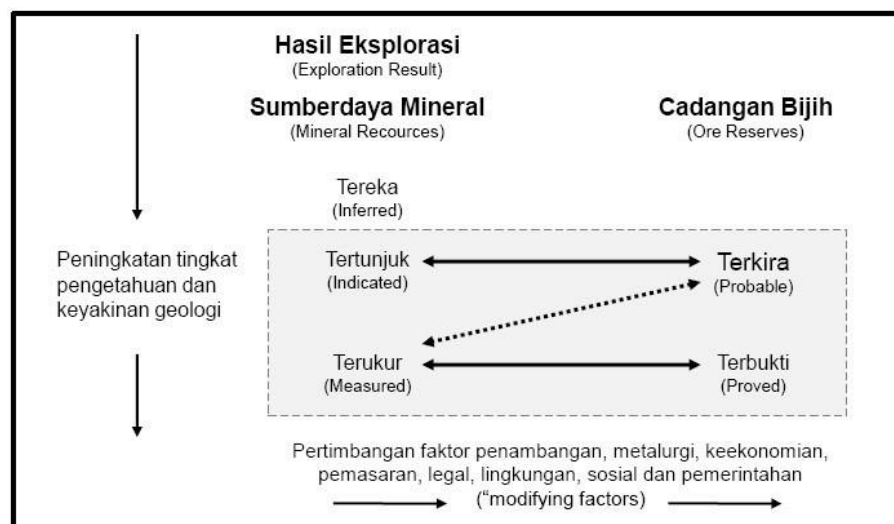 Hasil Eksplorasi
(Exploration Result)
Sumberdaya Mineral
(Mineral Recources)
Cadangan Bijih
(Ore Reserves)
Tereka
(Inferred)
Peningkatan tingkat
pengetahuan dan
keyakinan geologi
Tertunjuk
(Indicated)
Terkira
(Probable)
Terukur
(Measured)
Terbukti
(Proved)
Pertimbangan faktor penambangan, metalurgi, keekonomian,
pemasaran, legal, lingkungan, sosial dan pemerintahan
(“modifying factors)